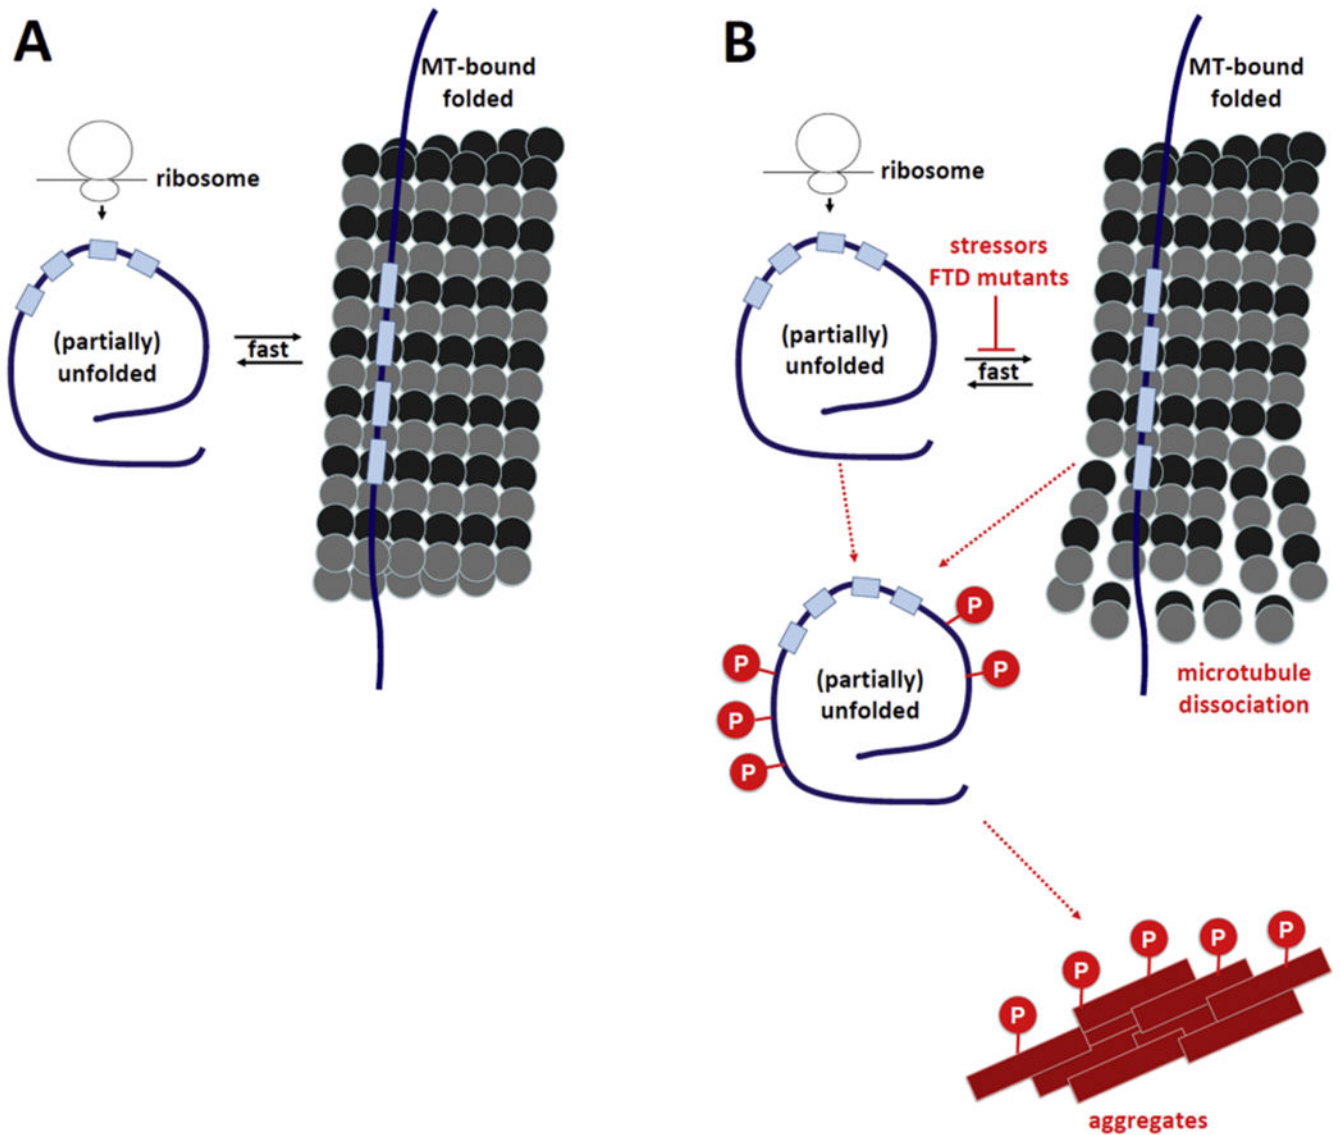 A
MT-bound
folded
ribosome
(partially)
unfolded
fast
B
MT-bound
folded
ribosome
stressors
FTD mutants
(partially)
unfolded
fast
P
P
P
P
P
(partially)
unfolded
microtubule
dissociation
P
P
P
P
P
aggregates